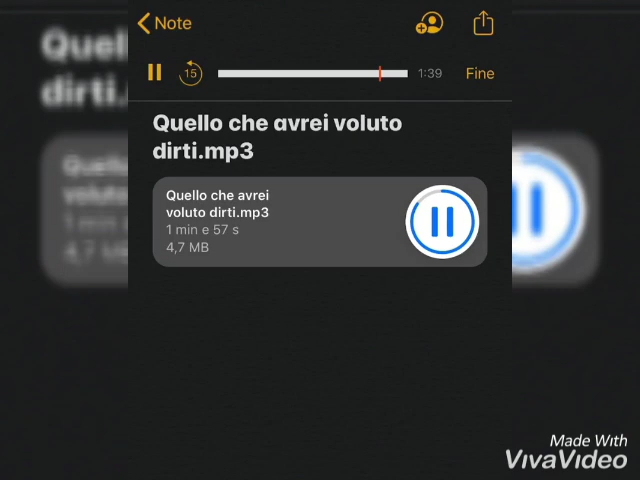 Note
15
1:39
Fine
Quello che avrei voluto
dirti.mp3
Quello che avrei
voluto dirti.mp3
1 min e 57 s
4,7 MB
Made With
VivaVideo